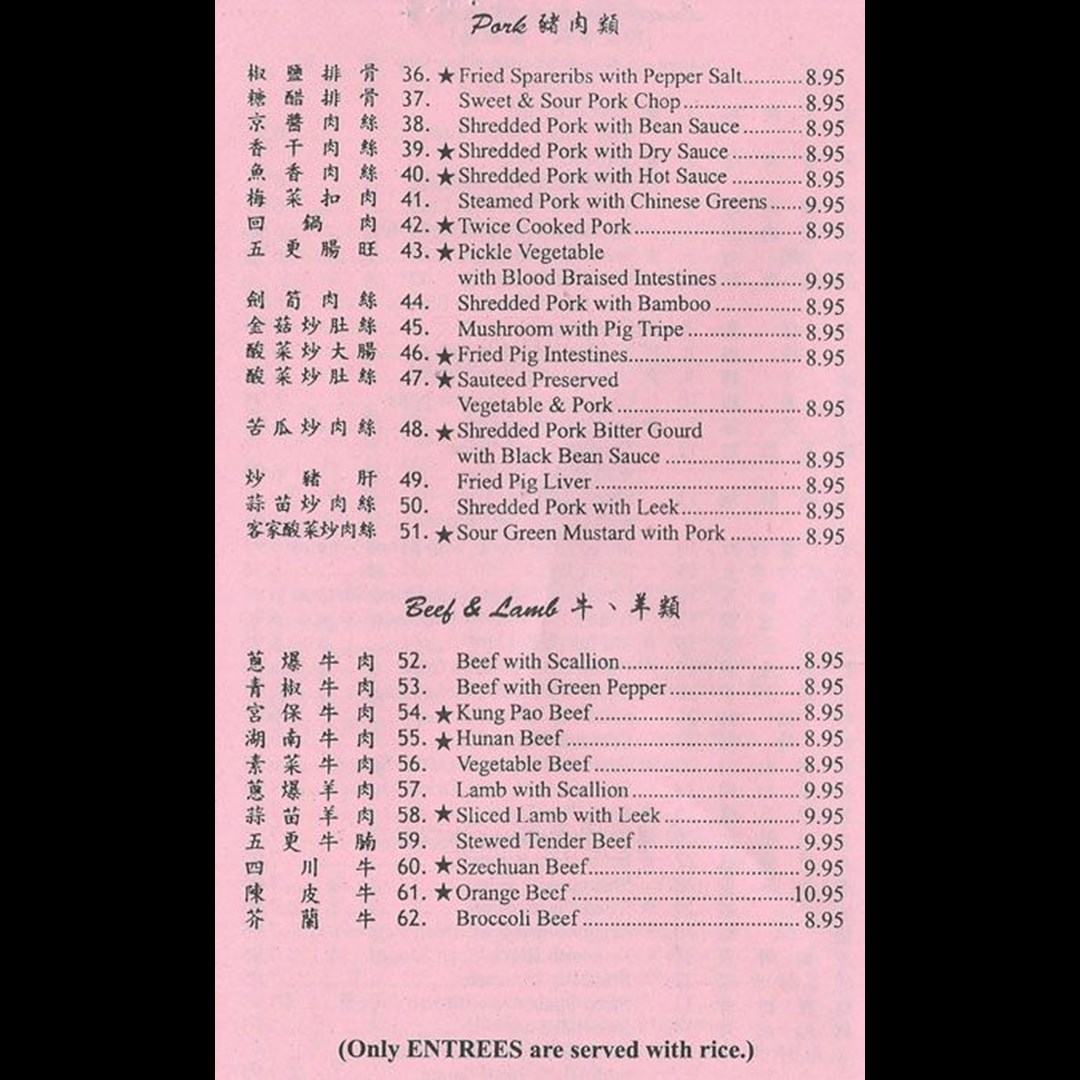 Pork 豬肉類
椒鹽排骨 36. ★ Fried Spareribs with Pepper Salt...........8.95
糖醋排骨 37. Sweet & Sour Pork Chop......................8.95
京醬肉絲 38. Shredded Pork with Bean Sauce...........8.95
香干肉絲 39. ★ Shredded Pork with Dry Sauce.............8.95
魚香肉絲 40. ★ Shredded Pork with Hot Sauce.............8.95
梅菜扣肉 41. Steamed Pork with Chinese Greens......9.95
回鍋肉 42. ★ Twice Cooked Pork...............................8.95
五更腸旺 43. ★ Pickle Vegetable
with Blood Braised Intestines...............9.95
劍筍肉絲 44. Shredded Pork with Bamboo................8.95
金菇炒肚絲 45. Mushroom with Pig Tripe.....................8.95
酸菜炒大腸 46. ★ Fried Pig Intestines................................8.95
酸菜炒肚絲 47. ★ Sauteed Preserved
Vegetable & Pork..................................8.95
苦瓜炒肉絲 48. ★ Shredded Pork Bitter Gourd
with Black Bean Sauce.........................8.95
炒豬肝 49. Fried Pig Liver......................................8.95
蒜苗炒肉絲 50. Shredded Pork with Leek......................8.95
客家酸菜炒肉絲 51. ★ Sour Green Mustard with Pork.............8.95
Beef & Lamb 牛、羊類
蔥爆牛肉 52. Beef with Scallion.................................8.95
青椒牛肉 53. Beef with Green Pepper........................8.95
宮保牛肉 54. ★ Kung Pao Beef......................................8.95
湖南牛肉 55. ★ Hunan Beef...........................................8.95
素菜牛肉 56. Vegetable Beef......................................8.95
蔥爆羊肉 57. Lamb with Scallion...............................9.95
蒜苗羊肉 58. ★ Sliced Lamb with Leek.........................9.95
五更牛腩 59. Stewed Tender Beef..............................9.95
四川牛 60. ★ Szechuan Beef.......................................9.95
陳皮牛 61. ★ Orange Beef.........................................10.95
芥蘭牛 62. Broccoli Beef........................................8.95
(Only ENTREES are served with rice.)